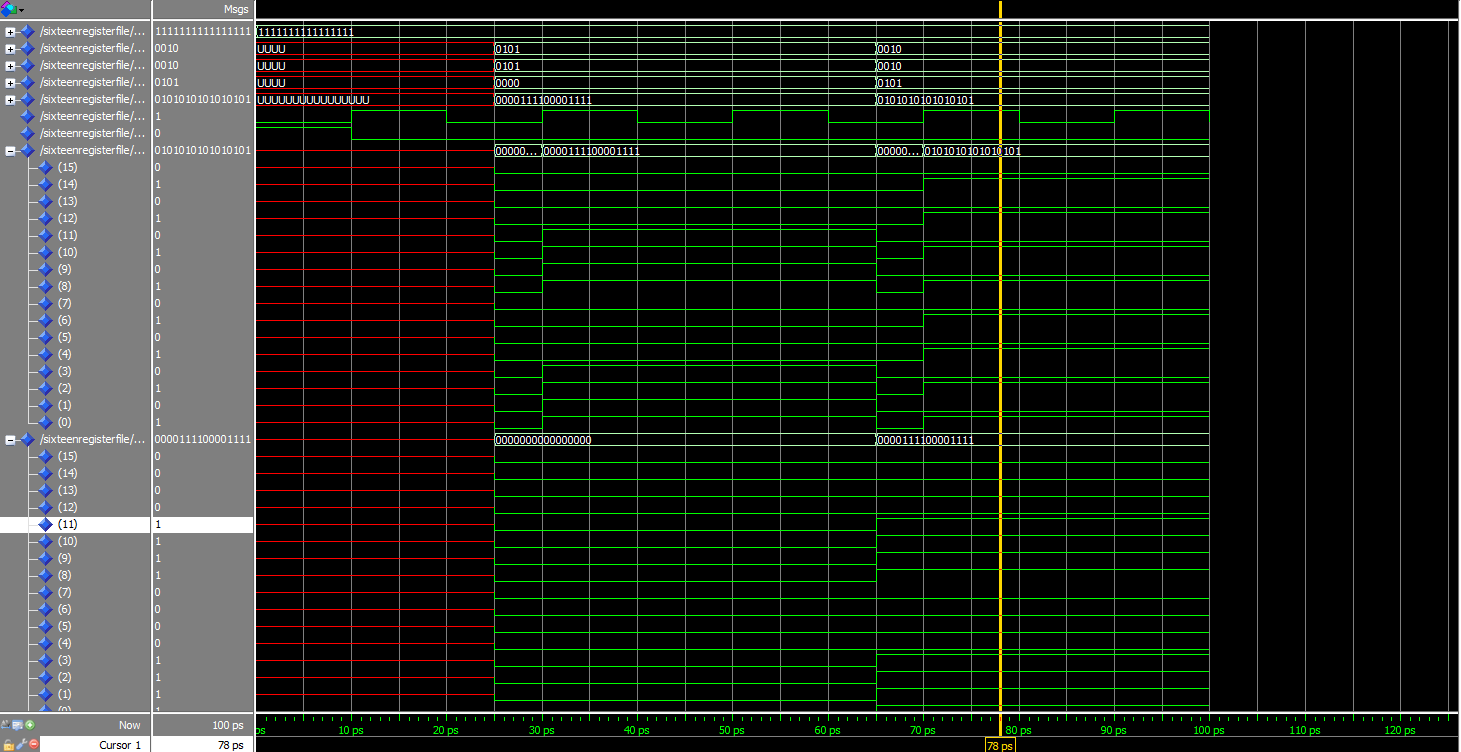 Msgs
/sixteenregisterfile/... 1111111111111111 1111111111111111
/sixteenregisterfile/... 0010 UUUU 0101 0010
/sixteenregisterfile/... 0010 UUUU 0101 0010
/sixteenregisterfile/... 0101 UUUU 0000 0101
/sixteenregisterfile/... 0101010101010101 UUUUUUUUUUUUUUUU 0000111100001111 0101010101010101
/sixteenregisterfile/... 1
/sixteenregisterfile/... 0
/sixteenregisterfile/... 0101010101010101 00000... 0000111100001111 00000... 0101010101010101
(15) 0
(14) 1
(13) 0
(12) 1
(11) 0
(10) 1
(9) 0
(8) 1
(7) 0
(6) 1
(5) 0
(4) 1
(3) 0
(2) 1
(1) 0
(0) 1
/sixteenregisterfile/... 0000111100001111 0000000000000000 0000111100001111
(15) 0
(14) 0
(13) 0
(12) 0
(11) 1
(10) 1
(9) 1
(8) 1
(7) 0
(6) 0
(5) 0
(4) 0
(3) 1
(2) 1
(1) 1
Now 100 ps ps 10 ps 20 ps 30 ps 40 ps 50 ps 60 ps 70 ps 80 ps 90 ps 100 ps 110 ps 120 ps
Cursor 1 78 ps 78 ps